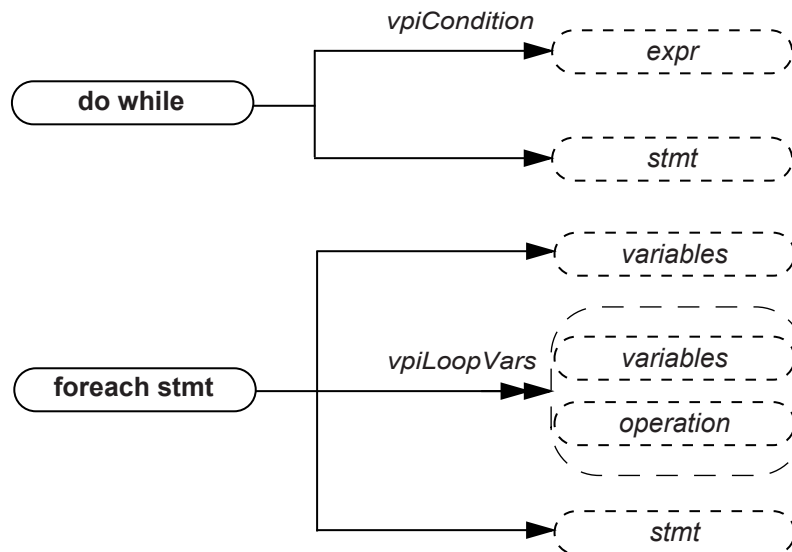 vpiCondition
expr
do while
stmt
variables
vpiLoopVars
variables
foreach stmt
operation
stmt